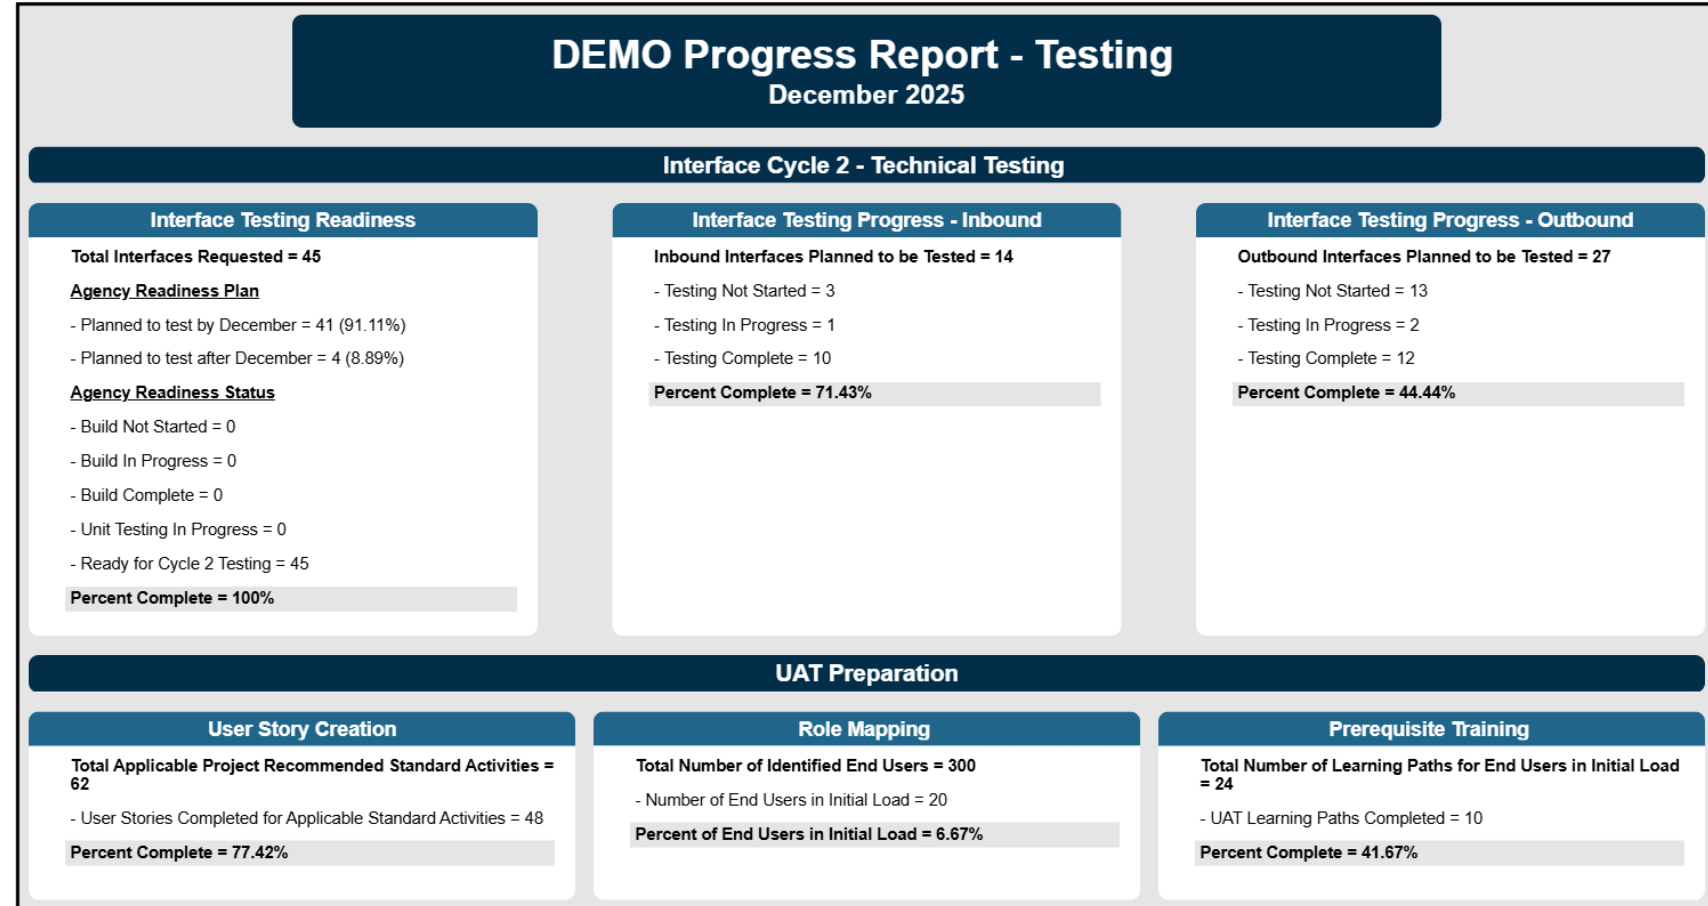 DEMO Progress Report - Testing
December 2025
Interface Cycle 2 - Technical Testing
Interface Testing Readiness
Total Interfaces Requested = 45
Agency Readiness Plan
- Planned to test by December = 41 (91.11%)
- Planned to test after December = 4 (8.89%)
Agency Readiness Status
- Build Not Started = 0
- Build In Progress = 0
- Build Complete = 0
- Unit Testing In Progress = 0
- Ready for Cycle 2 Testing = 45
Percent Complete = 100%
Interface Testing Progress - Inbound
Inbound Interfaces Planned to be Tested = 14
- Testing Not Started = 3
- Testing In Progress = 1
- Testing Complete = 10
Percent Complete = 71.43%
Interface Testing Progress - Outbound
Outbound Interfaces Planned to be Tested = 27
- Testing Not Started = 13
- Testing In Progress = 2
- Testing Complete = 12
Percent Complete = 44.44%
UAT Preparation
User Story Creation
Total Applicable Project Recommended Standard Activities =
62
- User Stories Completed for Applicable Standard Activities = 48
Percent Complete = 77.42%
Role Mapping
Total Number of Identified End Users = 300
- Number of End Users in Initial Load = 20
Percent of End Users in Initial Load = 6.67%
Prerequisite Training
Total Number of Learning Paths for End Users in Initial Load
= 24
- UAT Learning Paths Completed = 10
Percent Complete = 41.67%